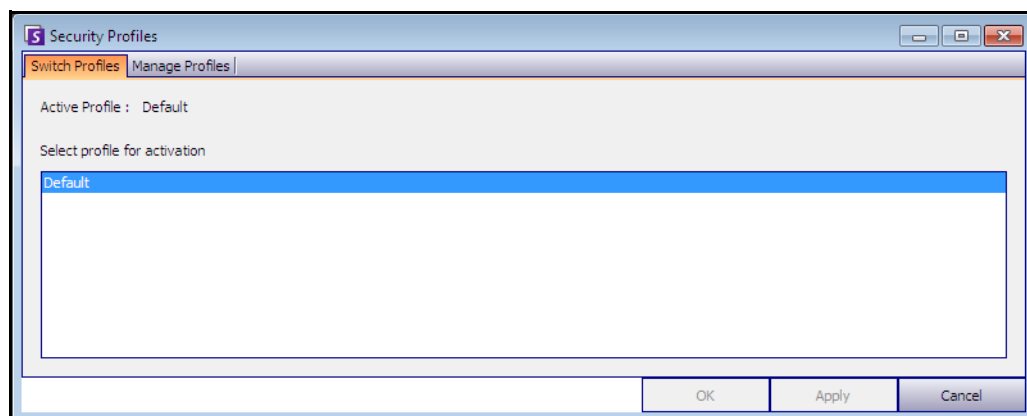 Security Profiles
Switch Profiles Manage Profiles
Active Profile : Default
Select profile for activation
Default
OK Apply Cancel